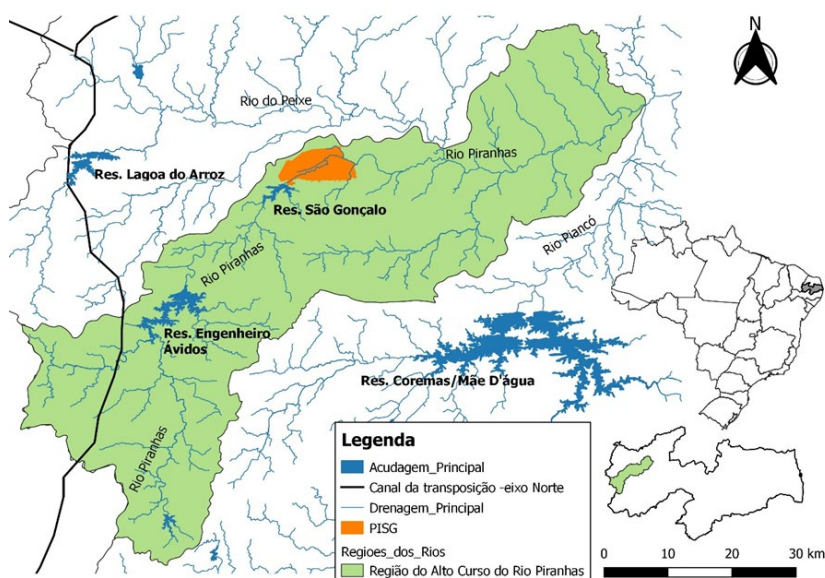 N
Rio do Peixe
Rio Piranhas
Res. Lagoa do Arroz
Res. São Gonçalo
Rio Piancó
Rio Piranhas
Res. Engenheiro
Ávidos
Res. Coremas/Mãe D'água
Rio Piranhas
Legenda
Acudagem_Principal
Canal da transposição -eixo Norte
Drenagem_Principal
PISG
Regioes_dos_Rios
Região do Alto Curso do Rio Piranhas
0 10 20 30 km